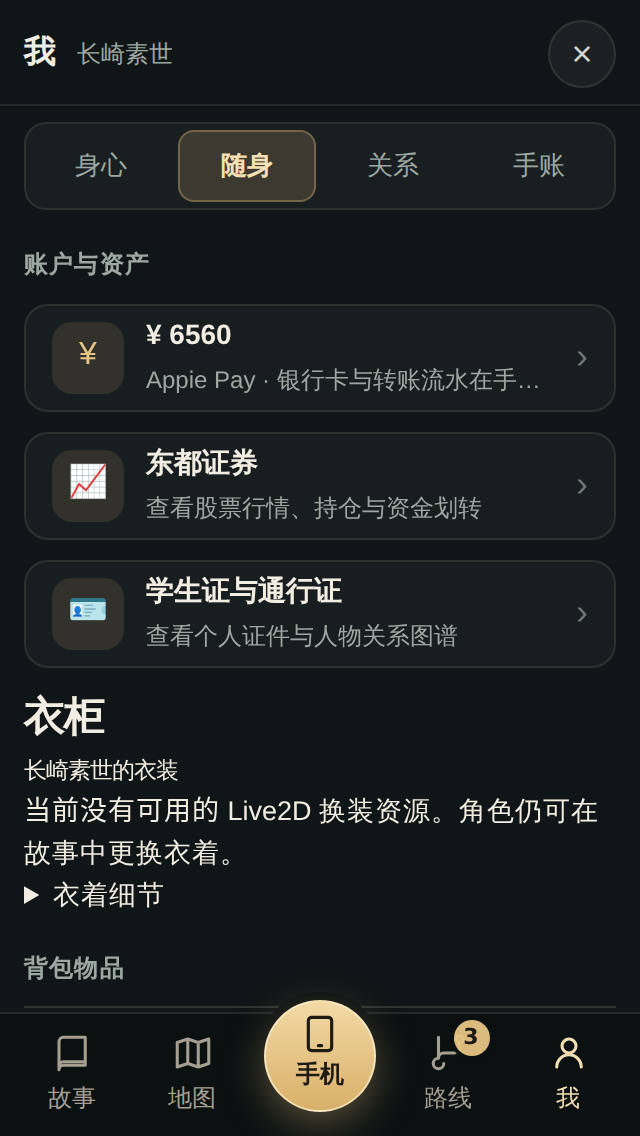 我 长崎素世
×
身心 随身 关系 手账
账户与资产
¥
¥ 6560
Appie Pay · 银行卡与转账流水在手…
东都证券
查看股票行情、持仓与资金划转
学生证与通行证
查看个人证件与人物关系图谱
衣柜
长崎素世的衣装
当前没有可用的 Live2D 换装资源。角色仍可在
故事中更换衣着。
衣着细节
背包物品
故事 地图 手机 3 路线 我